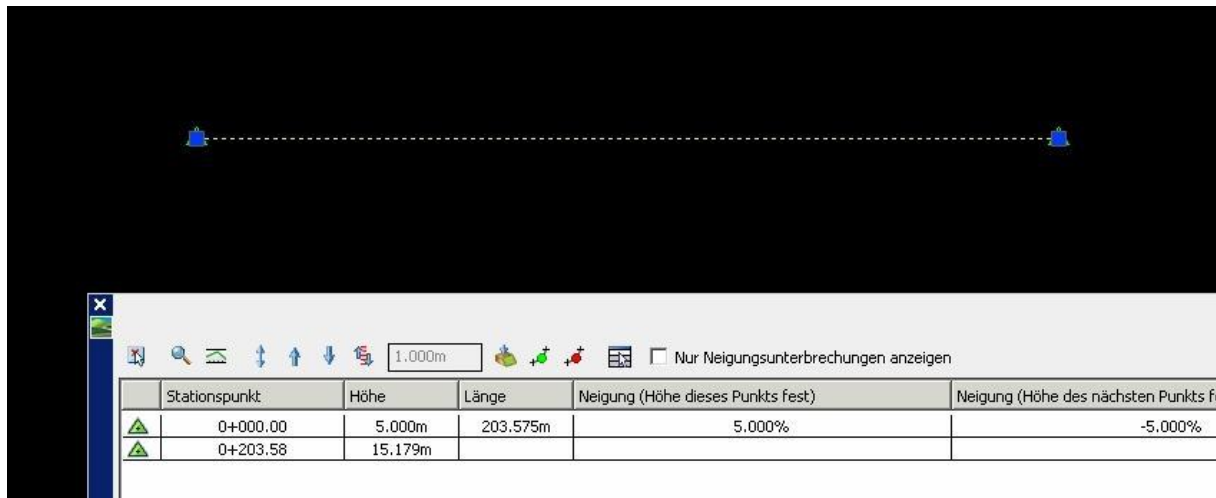 1.000m Nur Neigungsunterbrechungen anzeigen
Stationspunkt Höhe Länge Neigung (Höhe dieses Punkts fest) Neigung (Höhe des nächsten Punkts f
0+000.00 5.000m 203.575m 5.000% -5.000%
0+203.58 15.179m